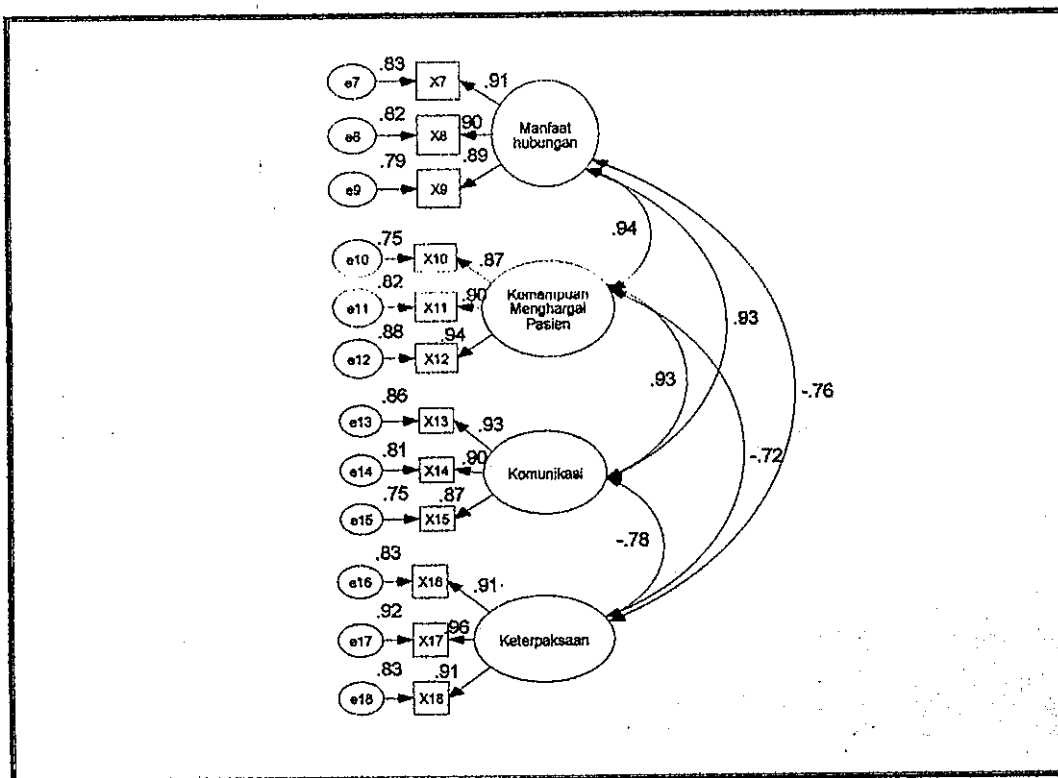 .83
e7
X7
.91
.82
e8
X8
.90
.79
e9
X9
.89
Manfaat
hubungan
.94
.75
e10
X10
.87
.82
e11
X11
.90
.88
e12
X12
.94
Kemampuan
Menghargai
Pasien
.93
.93
-.76
.86
e13
X13
.93
.81
e14
X14
.90
.75
e15
X15
.87
Komunikasi
-.72
-.78
.83
e16
X16
.91
.92
e17
X17
.96
.83
e18
X18
.91
Keterpaksaan